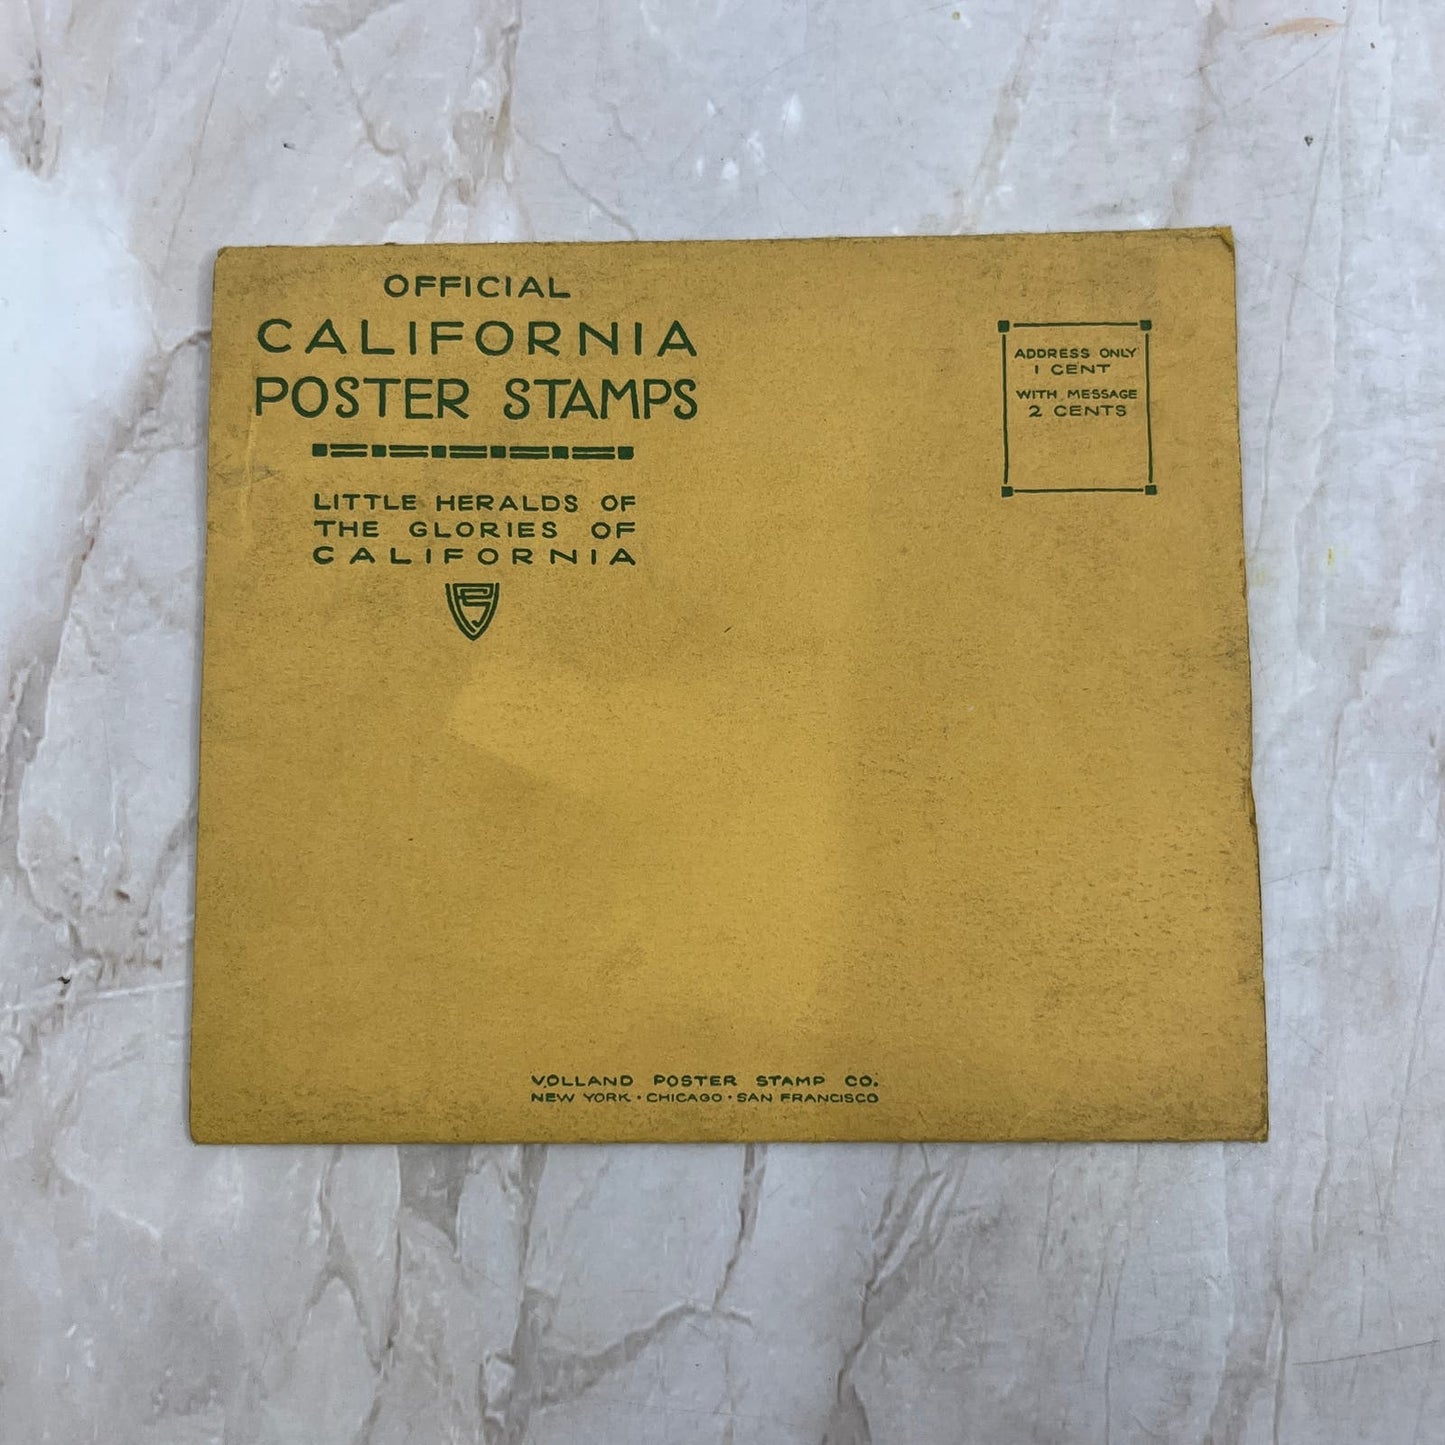 OFFICIAL
CALIFORNIA
POSTER STAMPS
LITTLE HERALDS OF
THE GLORIES OF
CALIFORNIA
ADDRESS ONLY
1 CENT
WITH MESSAGE
2 CENTS
VOLLAND POSTER STAMP CO.
NEW YORK · CHICAGO · SAN FRANCISCO